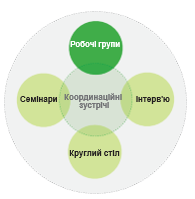 Робочі групи
Семінари
Координаційні
зустрічі
Інтерв'ю
Круглий стіл